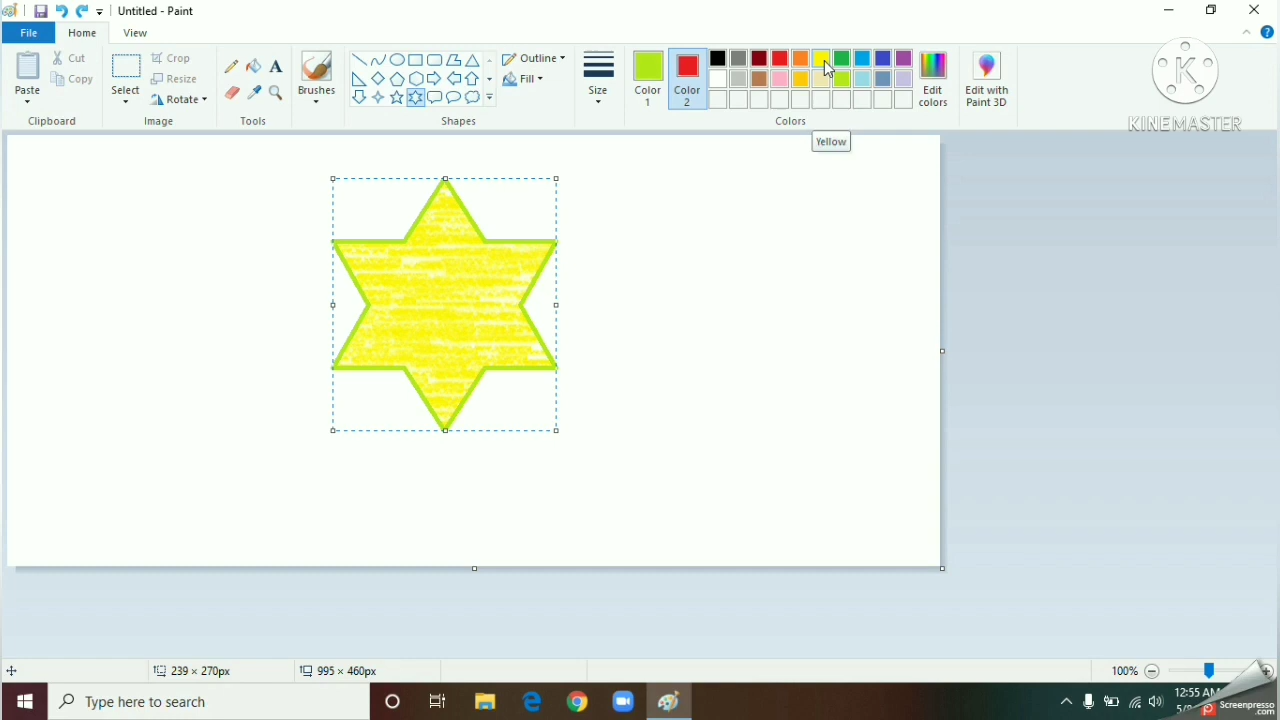 Untitled - Paint
File
Home
View
Paste
Cut
Copy
Clipboard
Select
Crop
Resize
Rotate
Image
A
Tools
Brushes
Outline
Fill
Shapes
Size
Color
1
Color
2
Colors
Edit
colors
Edit with
Paint 3D
?
K
KINEMASTER
Yellow
239 × 270px
995 × 460px
100%
Type here to search
12:55 AM
Screenpresso
.com